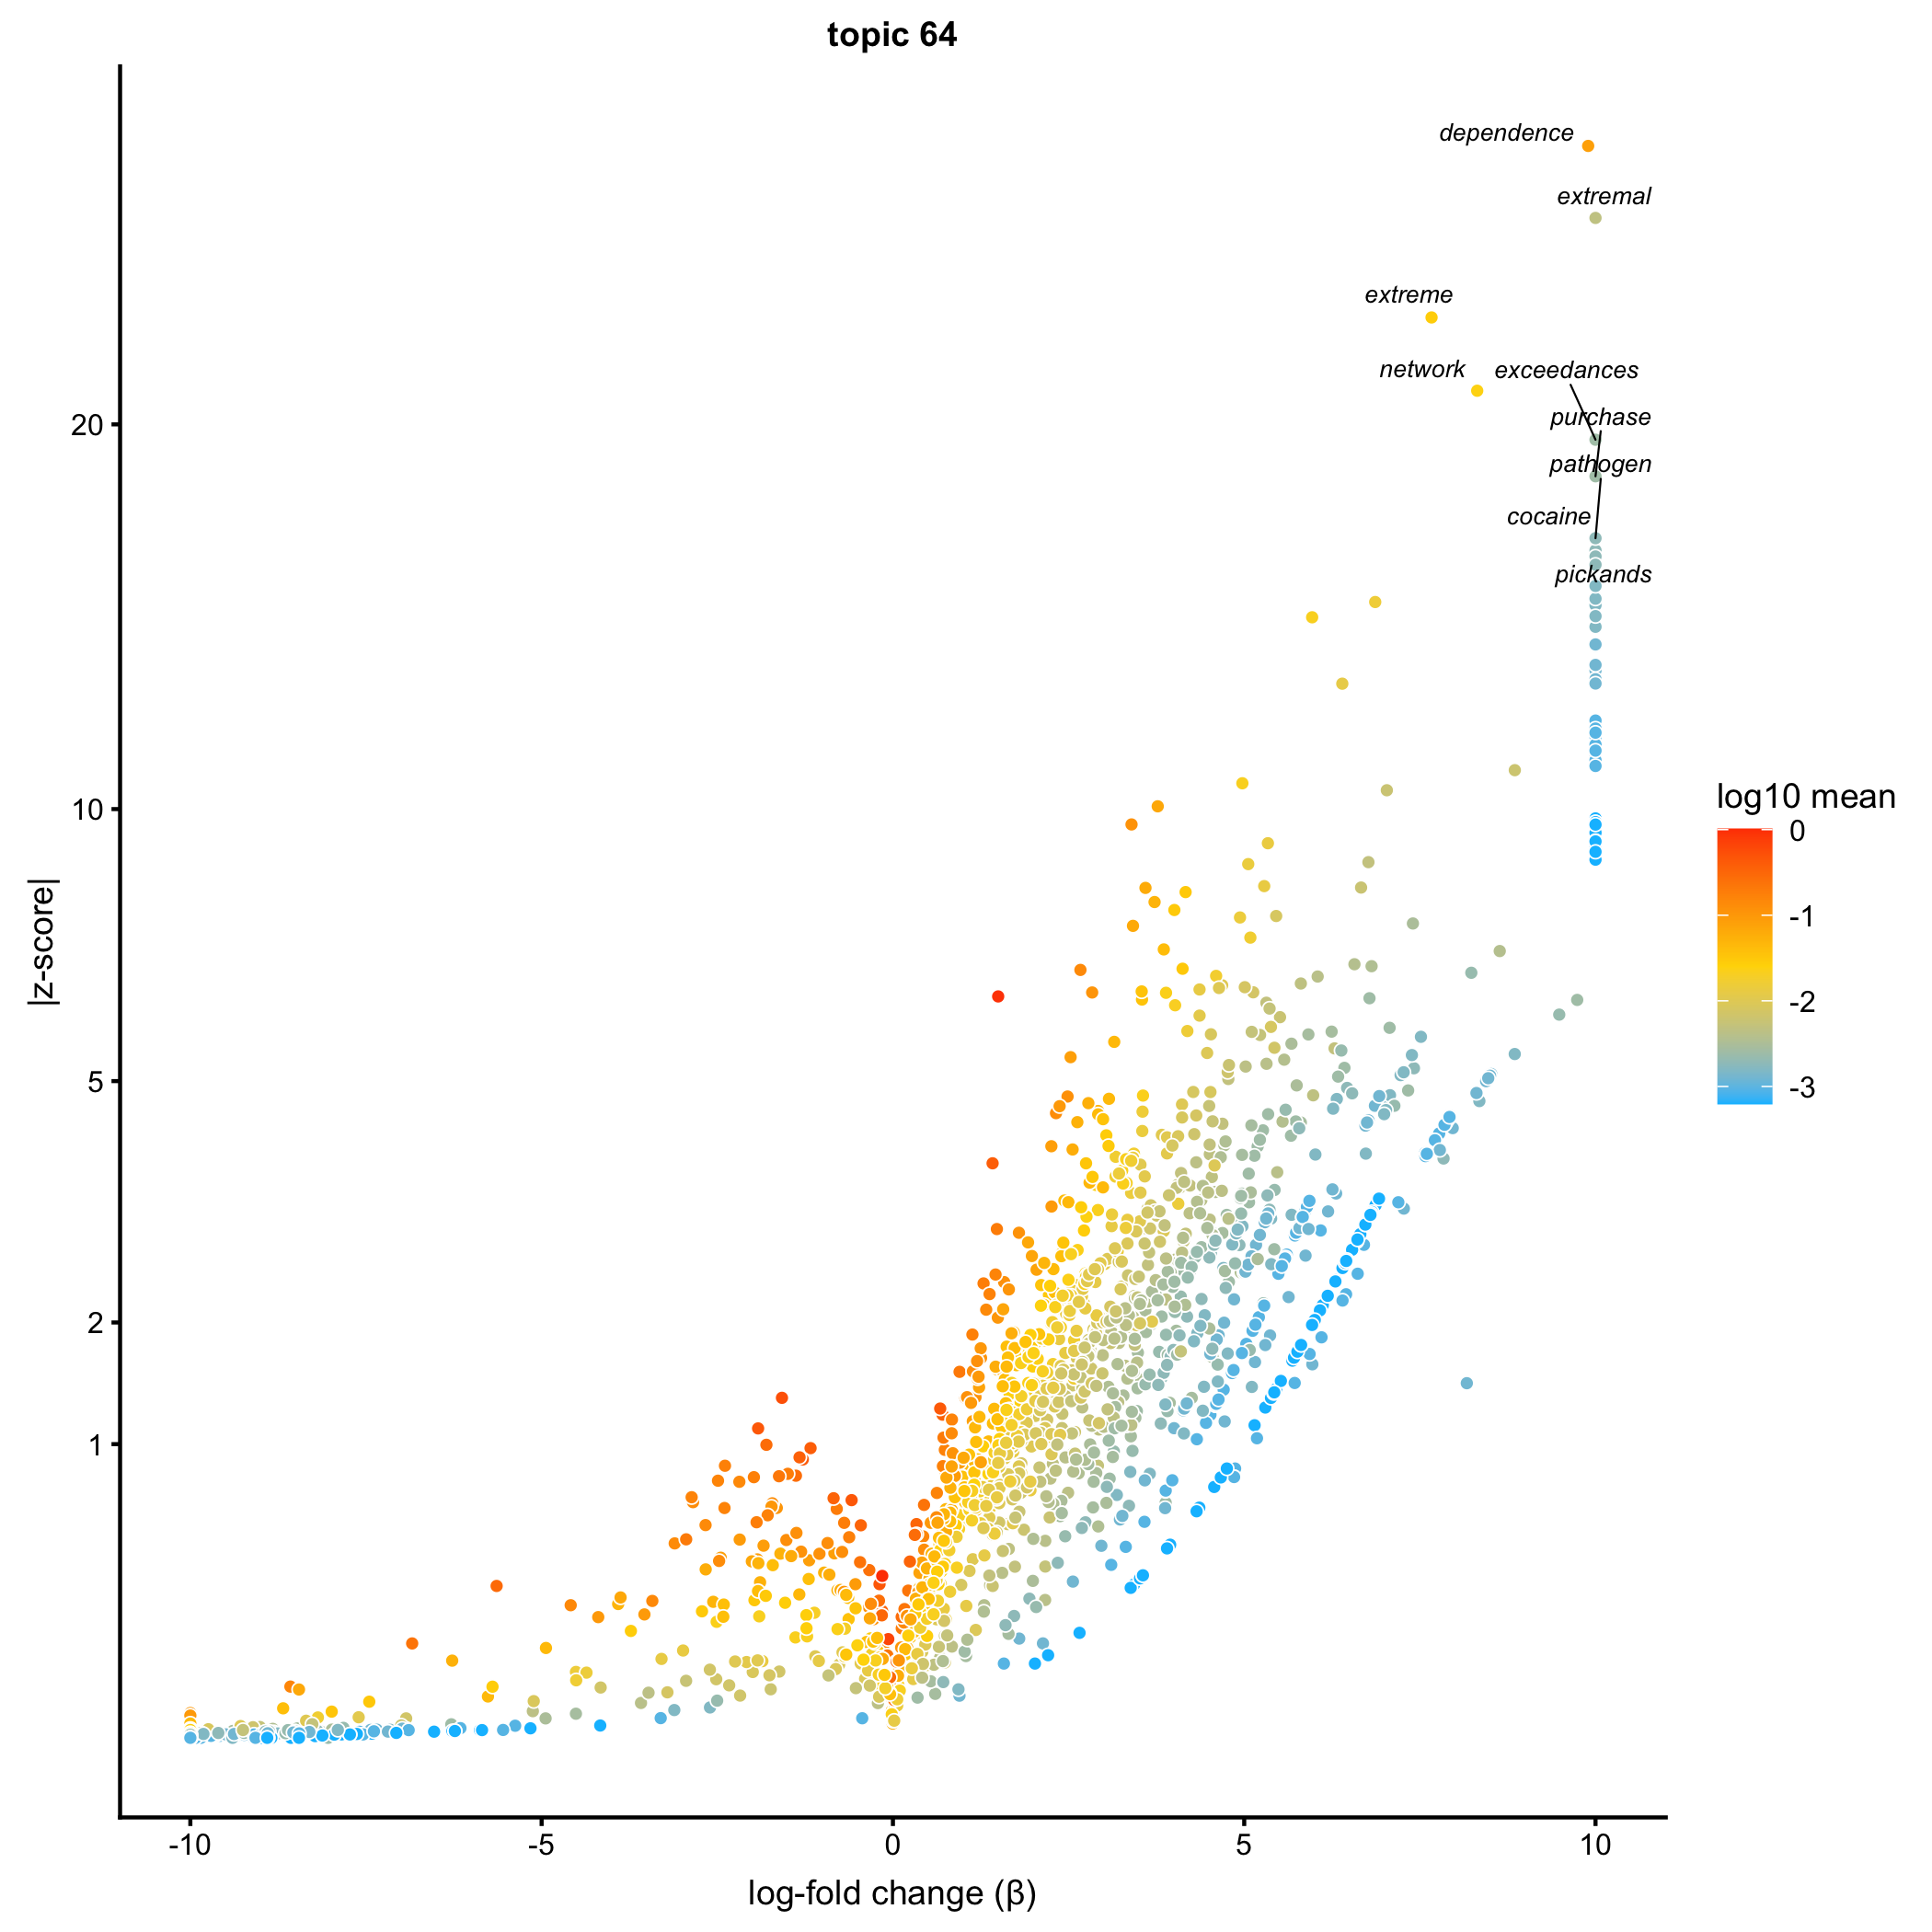 topic 64
dependence
extremal
extreme
network
exceedances
purchase
pathogen
cocaine
pickands
20
10
5
2
1
|z-score|
-10
-5
0
5
10
log-fold change (β)
log10 mean
0
-1
-2
-3